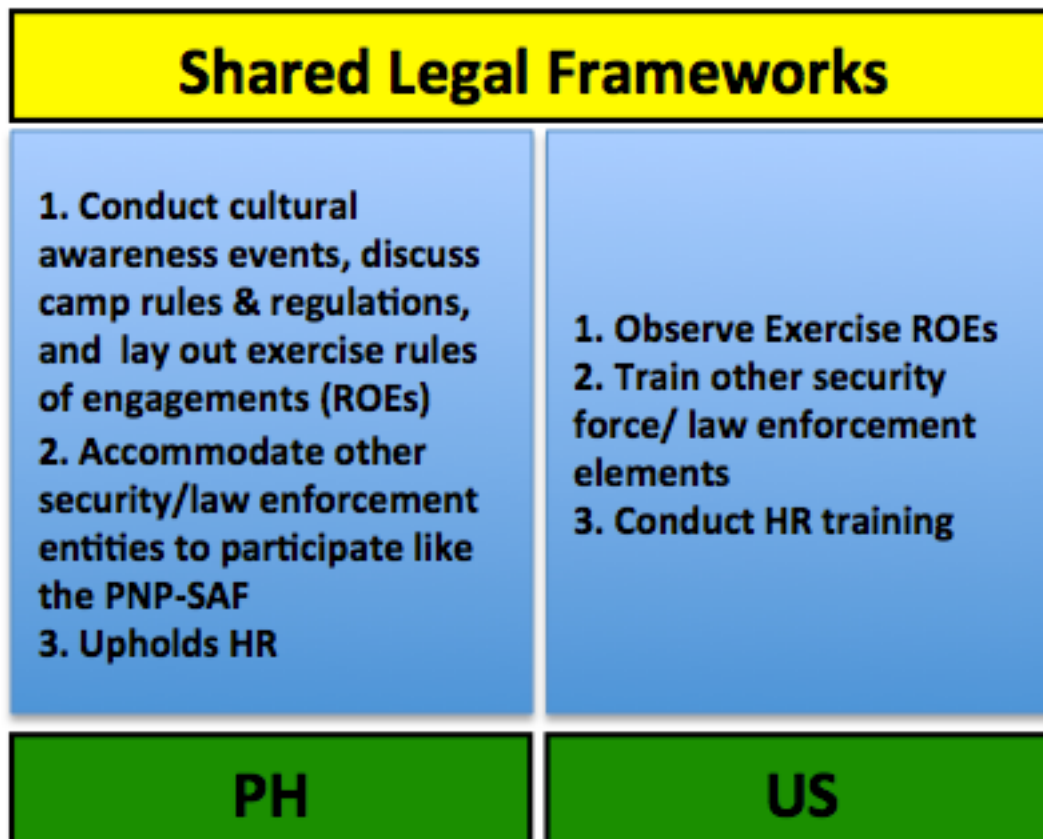 Shared Legal Frameworks
1. Conduct cultural
awareness events, discuss
camp rules & regulations,
and  lay out exercise rules
of engagements (ROEs)
2. Accommodate other
security/law enforcement
entities to participate like
the PNP-SAF
3. Upholds HR
1. Observe Exercise ROEs
2. Train other security
force/ law enforcement
elements
3. Conduct HR training
PH
US